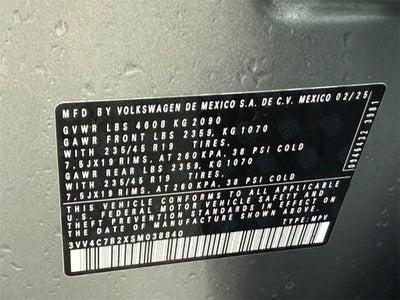 MFD BY VOLKSWAGEN DE MEXICO S.A. DE C.V. MEXICO 02/25
GVWR LBS 4608 KG 2090
GAWR FRONT LBS 2359, KG 1070
WITH 235/45 R19 TIRES.
7.5JX19 RIMS. AT 260 KPA, 38 PSI COLD
GAWR REAR LBS 2359, KG 1070
WITH 235/45 R19 TIRES.
7.5JX19 RIMS. AT 260 KPA, 38 PSI COLD
THIS VEHICLE CONFORMS TO ALL APPLICABLE
U.S. FEDERAL MOTOR VEHICLE SAFETY AND
THEFT PREVENTION STANDARDS IN EFFECT ON
THE DATE OF MANUFACTURE SHOWN ABOVE.
3VV4C7B2XSM038840 TYPE: MPV